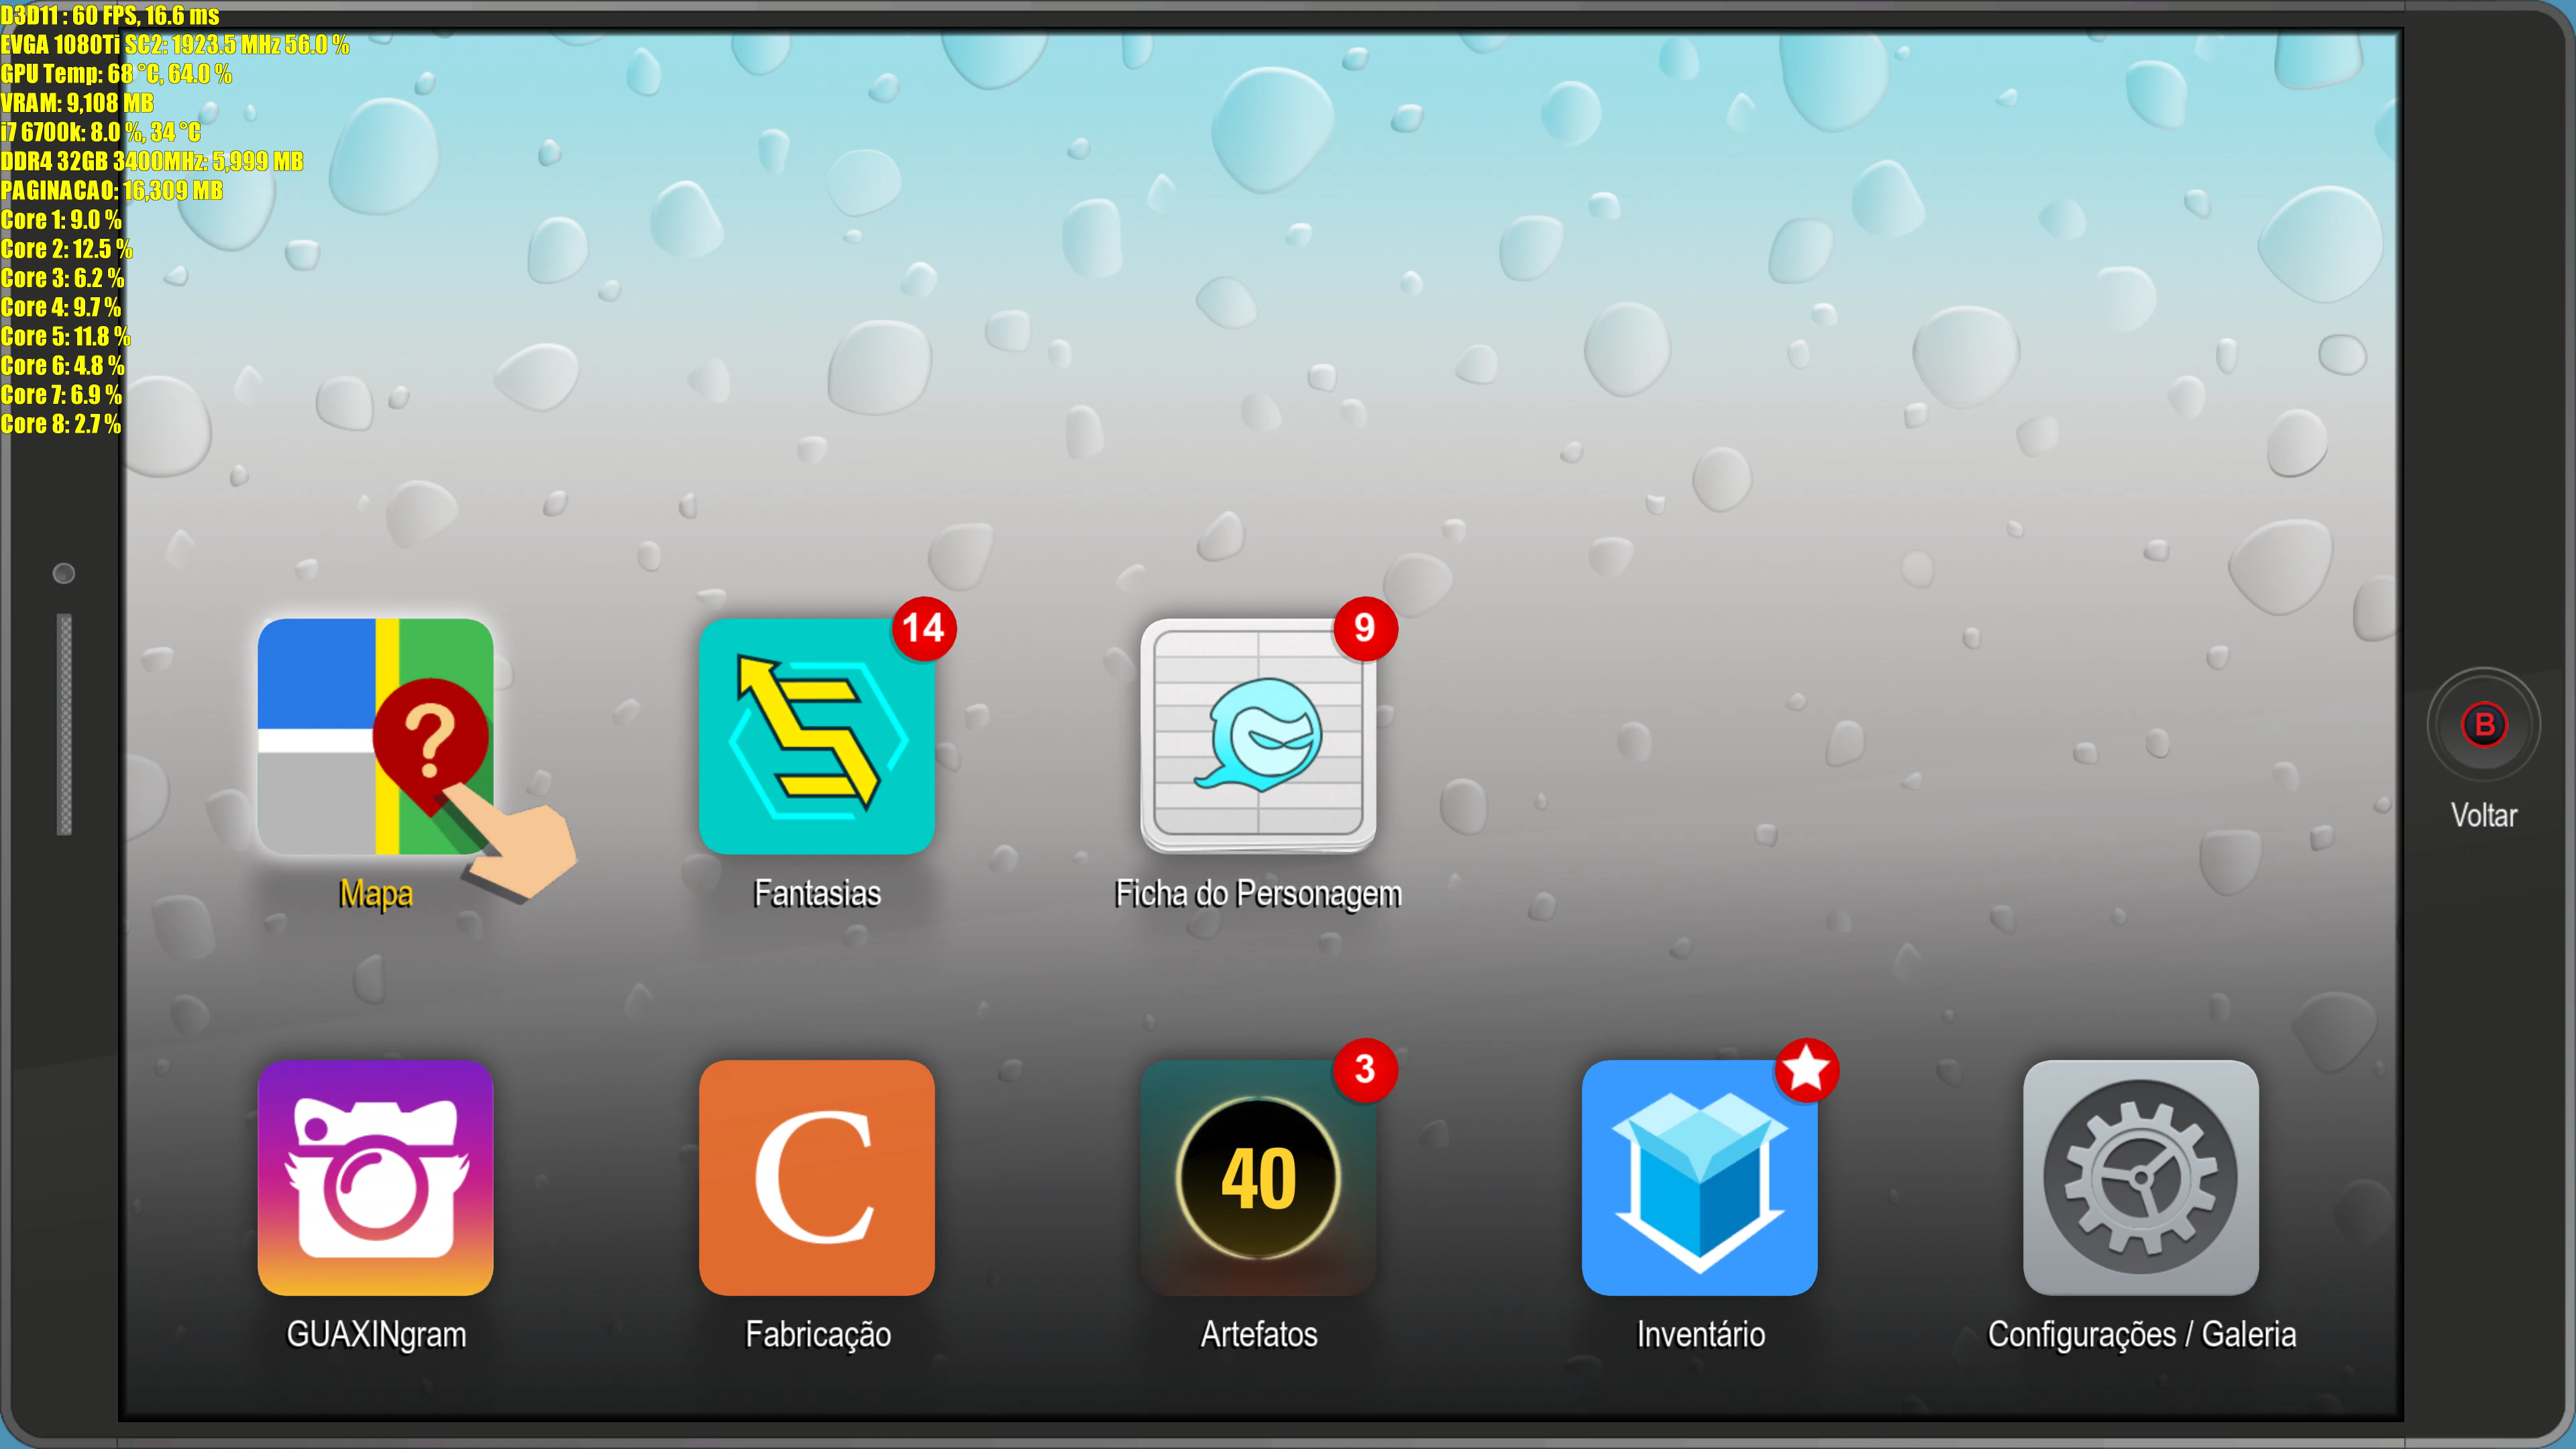 D3D11 : 60 FPS, 16.6 ms
EVGA 1080Ti SC2: 1923.5 MHz 56.0 %
GPU Temp: 68 °C, 64.0 %
VRAM: 9,108 MB
i7 6700k: 8.0 %, 34 °C
DDR4 32GB 3400MHz: 5,999 MB
PAGINACAO: 16,309 MB
Core 1: 9.0 %
Core 2: 12.5 %
Core 3: 6.2 %
Core 4: 9.7 %
Core 5: 11.8 %
Core 6: 4.8 %
Core 7: 6.9 %
Core 8: 2.7 %
?
14
9
B
Voltar
Mapa
Fantasias
Ficha do Personagem
3
C
40
GUAXINgram
Fabricação
Artefatos
Inventário
Configurações / Galeria